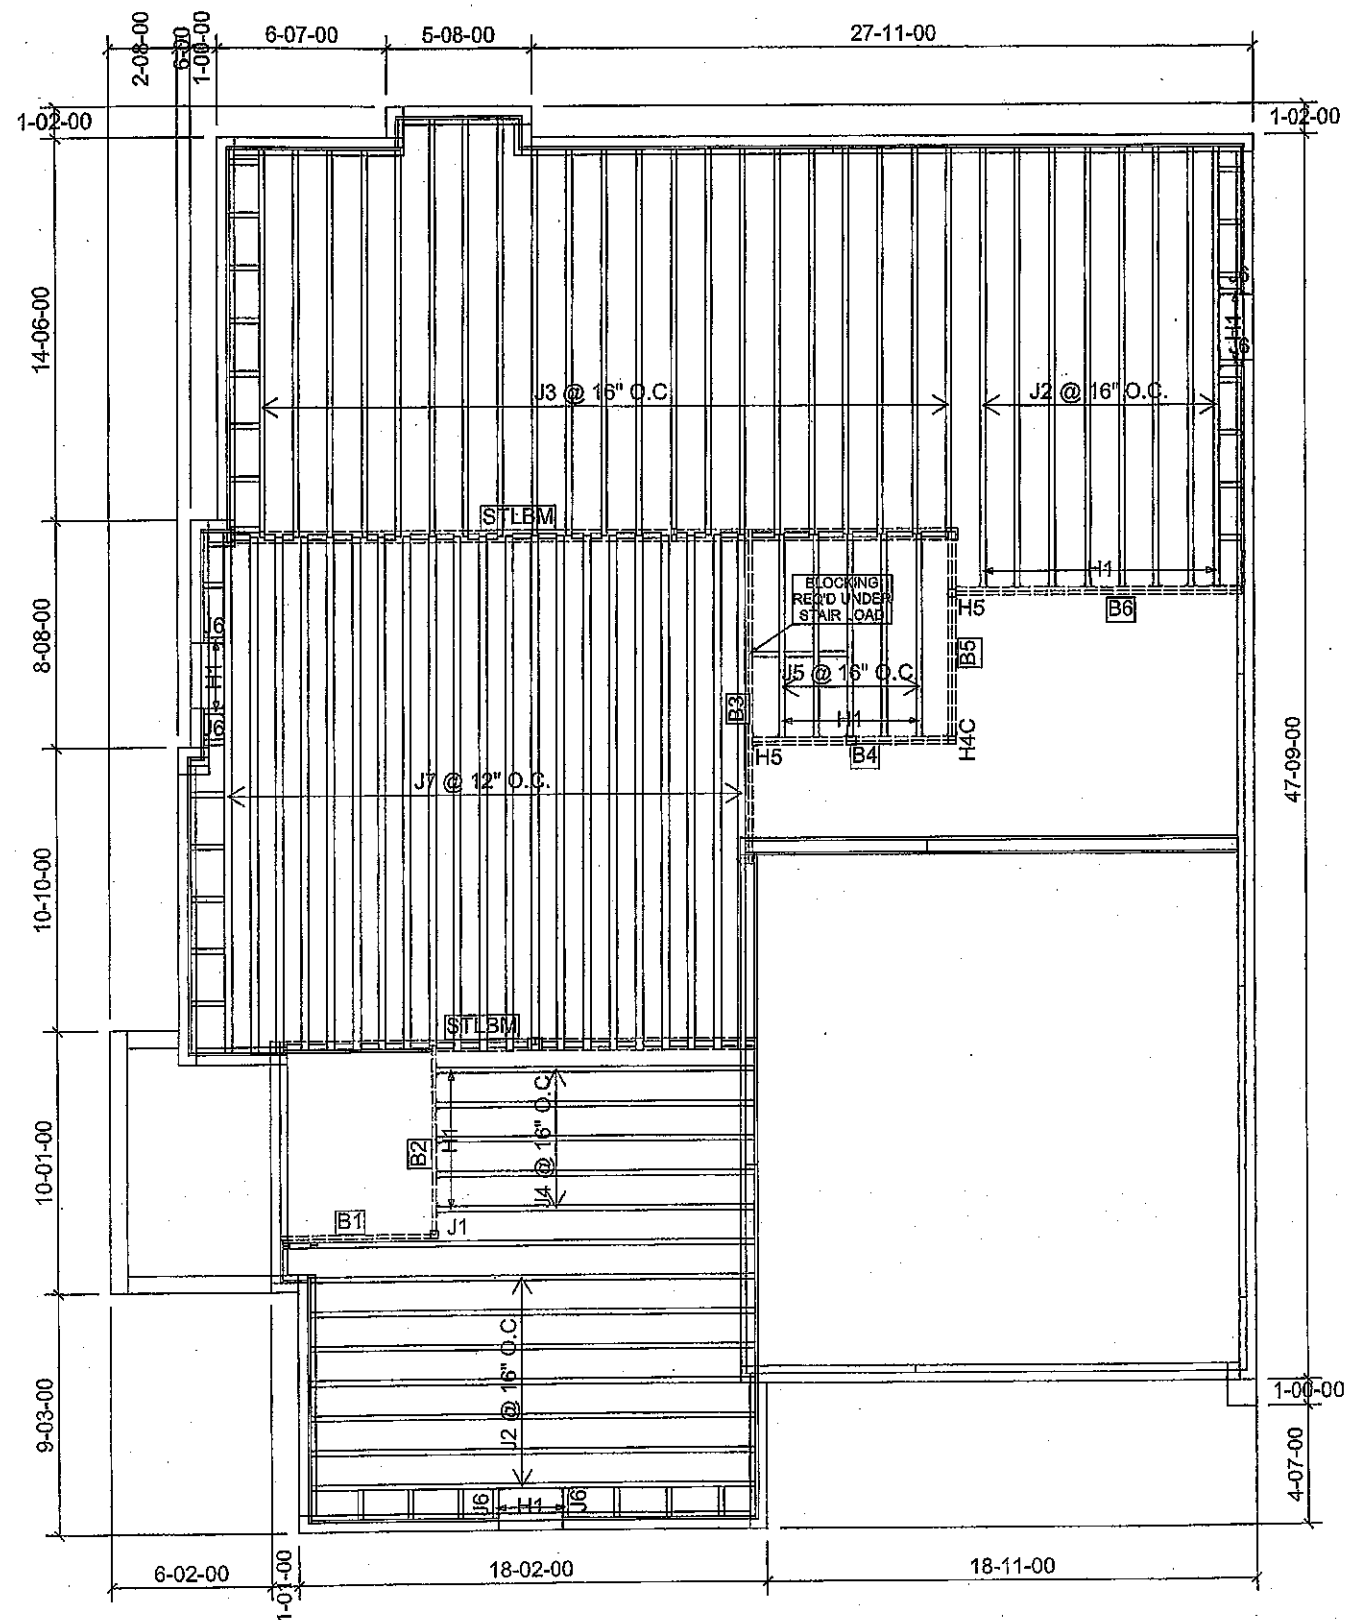 2-08-00
6-00
1-00-00
6-07-00
5-08-00
27-11-00
1-02-00
1-02-00
14-06-00
J6
H1
J6
J3 @ 16" O.C
J2 @ 16" O.C.
STLBM
H1
BLOCKING
REQ'D UNDER
STAIR LOAD
H5
B6
8-08-00
J6
H1
J6
B5
J5 @ 16" O.C
B3
H1
H5
B4
H4C
J7 @ 12" O.C.
47-09-00
10-10-00
STLBM
10-01-00
B2
H1
J4 @ 16" O.C
B1
J1
9-03-00
J2 @ 16" O.C
1-00-00
4-07-00
J6
H1
J6
6-02-00
1-01-00
18-02-00
18-11-00